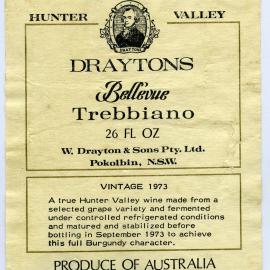 HUNTER VALLEY
DRAYTONS
DRAYTONS
Bellevue
Trebbiano
26 FL OZ
W. Drayton & Sons Pty. Ltd.
Pokolbin, N.S.W.
VINTAGE 1973
A true Hunter Valley wine made from a
selected grape variety and fermented
under controlled refrigerated conditions
and matured and stabilized before
bottling in September 1973 to achieve
this full Burgundy character.
PRODUCE OF AUSTRALIA